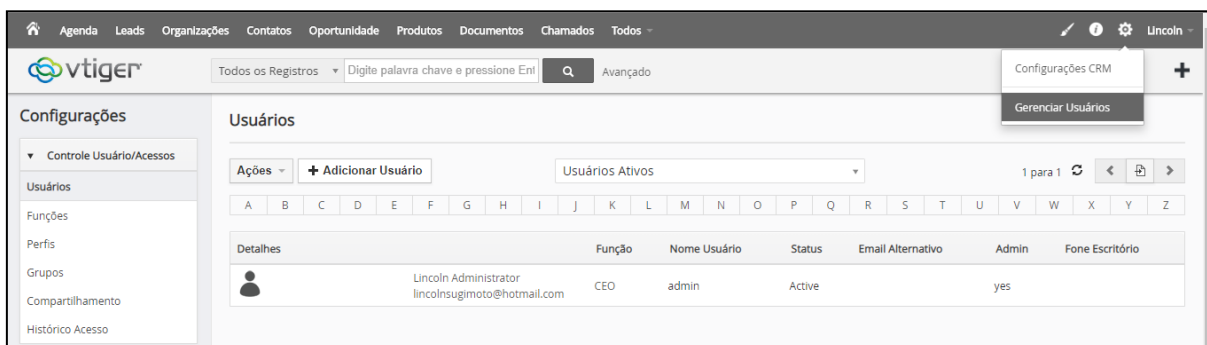 Agenda Leads Organizações Contatos Oportunidade Produtos Documentos Chamados Todos Lincoln
vtiger Todos os Registros Digite palavra chave e pressione Ent Avançado
Configurações CRM
Gerenciar Usuários
Configurações
Controle Usuário/Acessos
Usuários
Funções
Perfis
Grupos
Compartilhamento
Histórico Acesso
Usuários
Ações + Adicionar Usuário Usuários Ativos 1 para 1
A B C D E F G H I J K L M N O P Q R S T U V W X Y Z
Detalhes Função Nome Usuário Status Email Alternativo Admin Fone Escritório
Lincoln Administrator
lincolnsugimoto@hotmail.com CEO admin Active yes